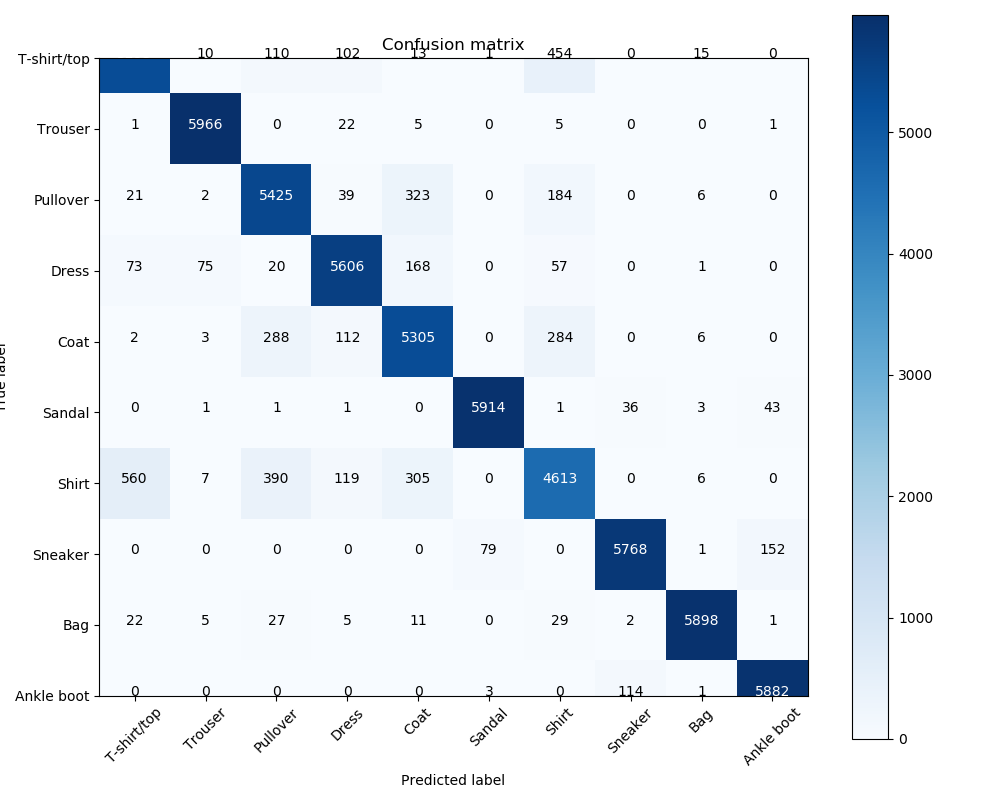 Confusion matrix
T-shirt/top 10 110 102 13 1 454 0 15 0
Trouser 1 5966 0 22 5 0 5 0 0 1
Pullover 21 2 5425 39 323 0 184 0 6 0
Dress 73 75 20 5606 168 0 57 0 1 0
Coat 2 3 288 112 5305 0 284 0 6 0
Sandal 0 1 1 1 0 5914 1 36 3 43
Shirt 560 7 390 119 305 0 4613 0 6 0
Sneaker 0 0 0 0 0 79 0 5768 1 152
Bag 22 5 27 5 11 0 29 2 5898 1
Ankle boot 0 0 0 0 0 3 0 114 1 5882
T-shirt/top Trouser Pullover Dress Coat Sandal Shirt Sneaker Bag Ankle boot
Predicted label
True label
5000
4000
3000
2000
1000
0